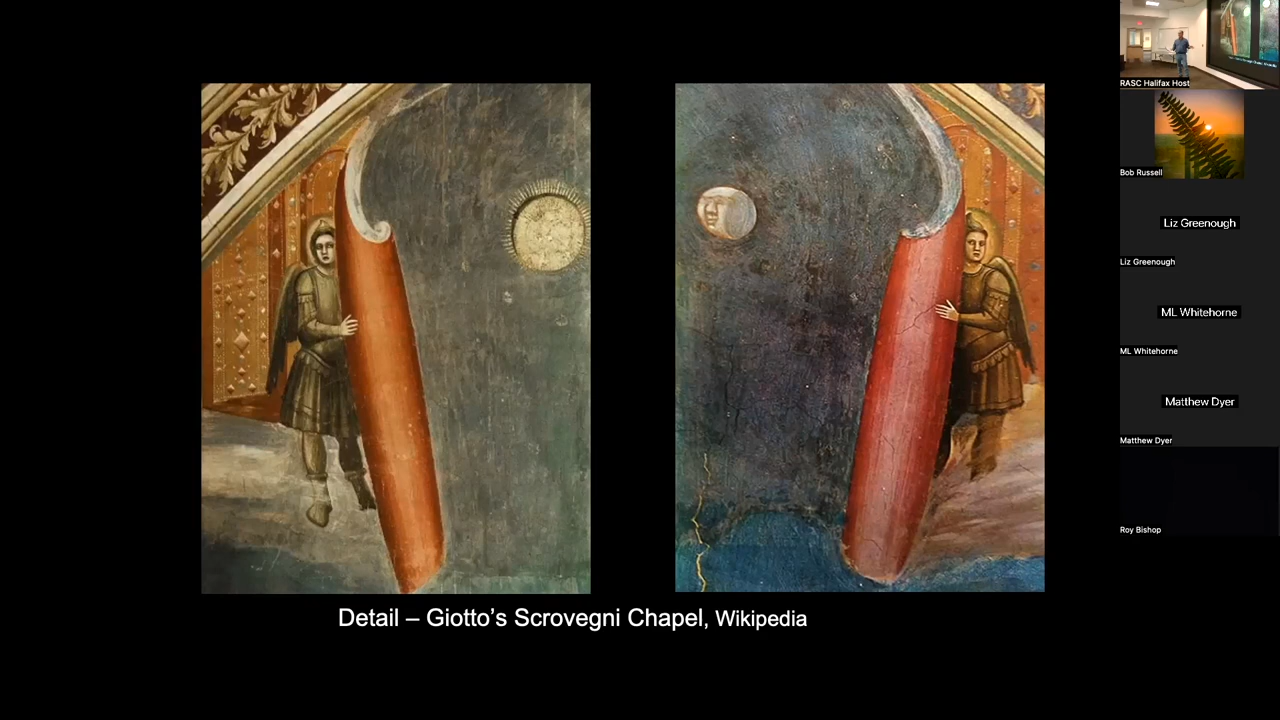 Detail – Giotto’s Scrovegni Chapel, Wikipedia
RASC Halifax Host
Bob Russell
Liz Greenough
Liz Greenough
ML Whitehorne
ML Whitehorne
Matthew Dyer
Matthew Dyer
Roy Bishop